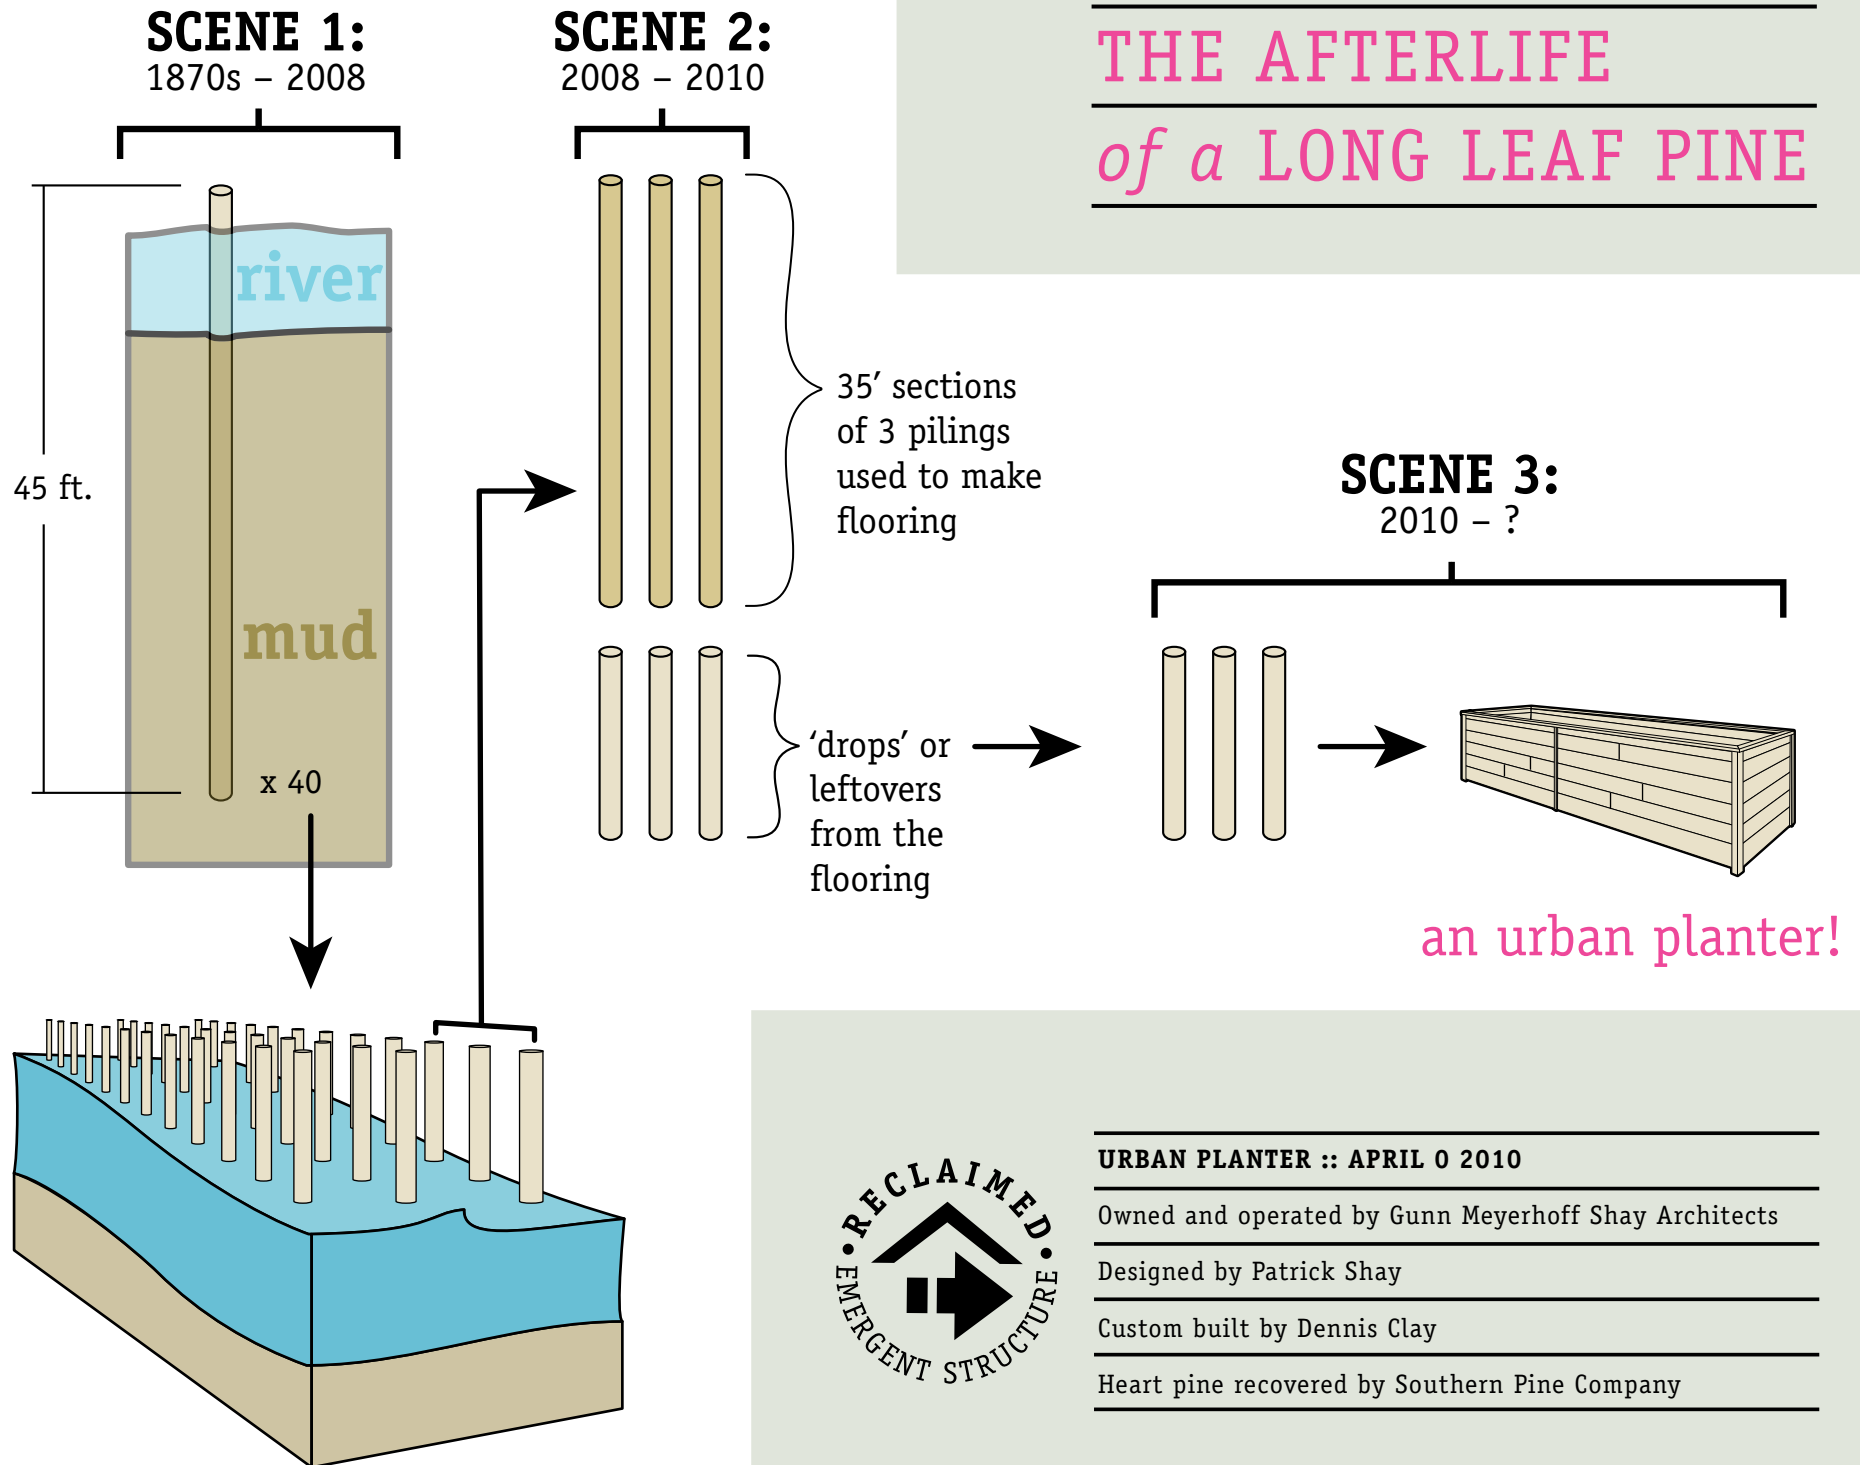 SCENE 1:
1870s – 2008
SCENE 2:
2008 – 2010
THE AFTERLIFE
of a LONG LEAF PINE
river
mud
45 ft.
x 40
35′ sections
of 3 pilings
used to make
flooring
‘drops’ or
leftovers
from the
flooring
SCENE 3:
2010 – ?
an urban planter!
• RECLAIMED •
EMERGENT STRUCTURE
URBAN PLANTER :: APRIL 0 2010
Owned and operated by Gunn Meyerhoff Shay Architects
Designed by Patrick Shay
Custom built by Dennis Clay
Heart pine recovered by Southern Pine Company